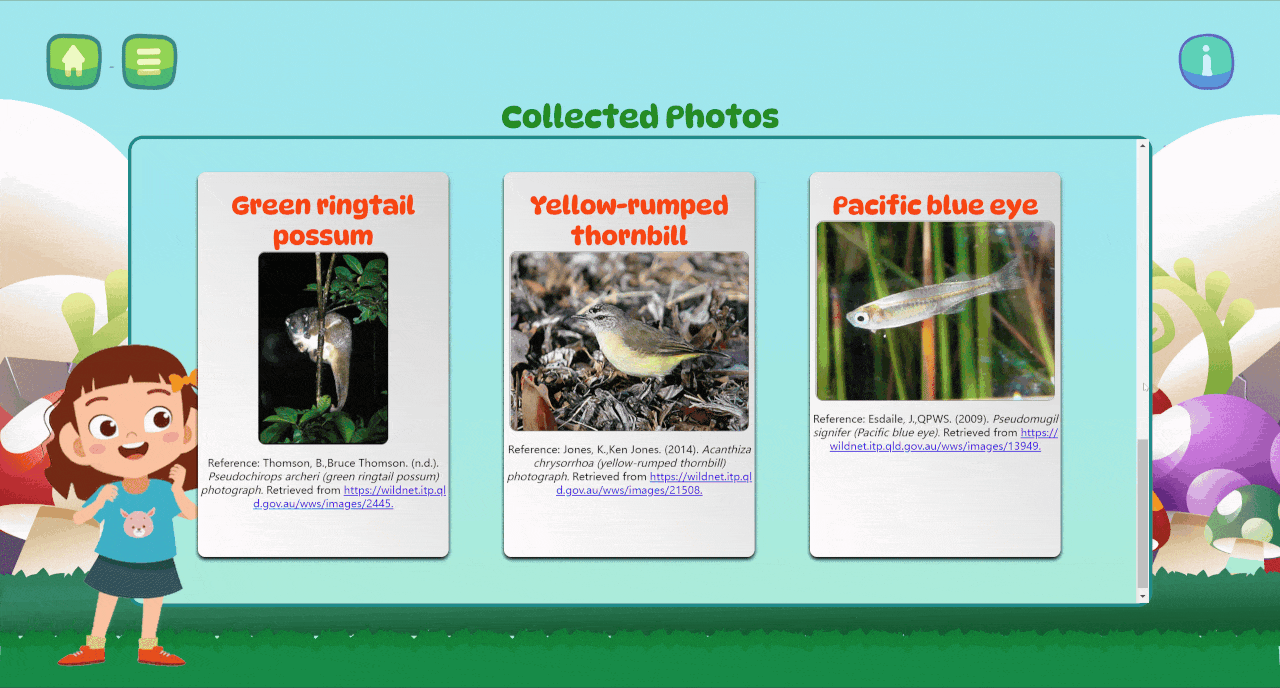 Collected Photos
Green ringtail
possum
Reference: Thomson, B.,Bruce Thomson. (n.d.).
Pseudochirops archeri (green ringtail possum)
photograph. Retrieved from https://wildnet.itp.ql
d.gov.au/wws/images/2445.
Yellow-rumped
thornbill
Reference: Jones, K.,Ken Jones. (2014). Acanthiza
chrysorrhoa (yellow-rumped thornbill)
photograph. Retrieved from https://wildnet.itp.ql
d.gov.au/wws/images/21508.
Pacific blue eye
Reference: Esdaile, J.,QPWS. (2009). Pseudomugil
signifer (Pacific blue eye). Retrieved from https://
wildnet.itp.qld.gov.au/wws/images/13949.